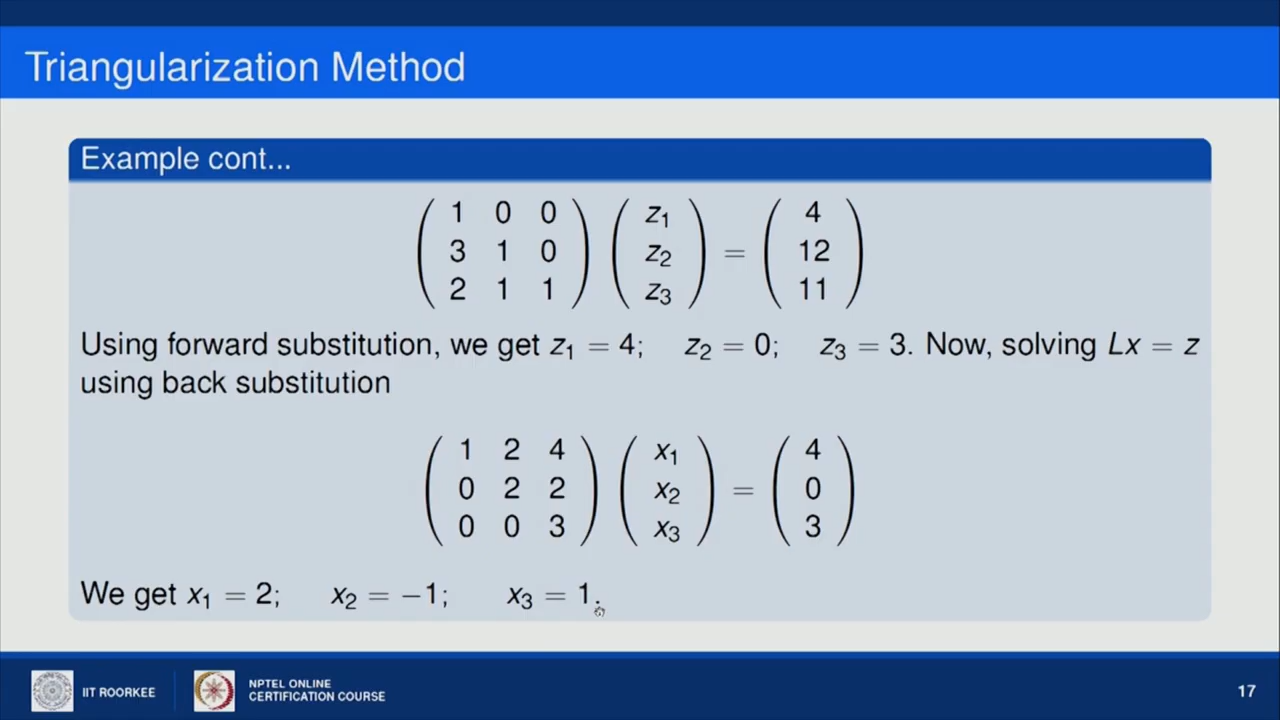 Triangularization Method
Example cont...
( 1 0 0 ) ( z₁ ) ( 4 )
( 3 1 0 ) ( z₂ ) = ( 12 )
( 2 1 1 ) ( z₃ ) ( 11 )
Using forward substitution, we get z₁ = 4; z₂ = 0; z₃ = 3. Now, solving Lx = z
using back substitution
( 1 2 4 ) ( x₁ ) ( 4 )
( 0 2 2 ) ( x₂ ) = ( 0 )
( 0 0 3 ) ( x₃ ) ( 3 )
We get x₁ = 2; x₂ = −1; x₃ = 1.
IIT ROORKEE
NPTEL ONLINE
CERTIFICATION COURSE
17